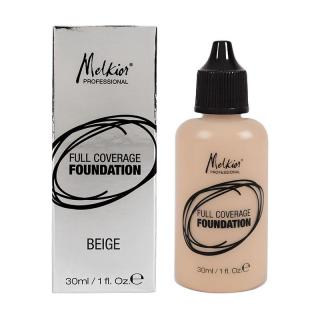 Melkior
PROFESSIONAL
FULL COVERAGE
FOUNDATION
BEIGE
30ml / 1 fl. Oz. ℮
Melkior
PROFESSIONAL
FULL COVERAGE
FOUNDATION
30ml / 1 fl. Oz. ℮